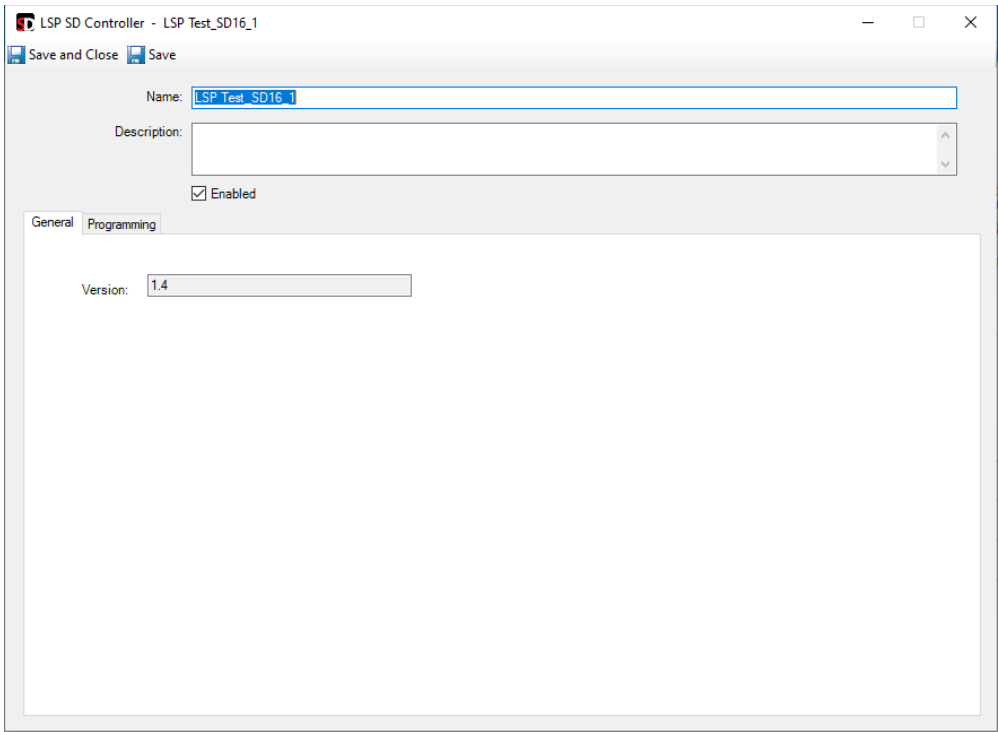 SD LSP SD Controller - LSP Test_SD16_1
Save and Close Save
Name: LSP Test_SD16_1
Description:
Enabled
General Programming
Version: 1.4